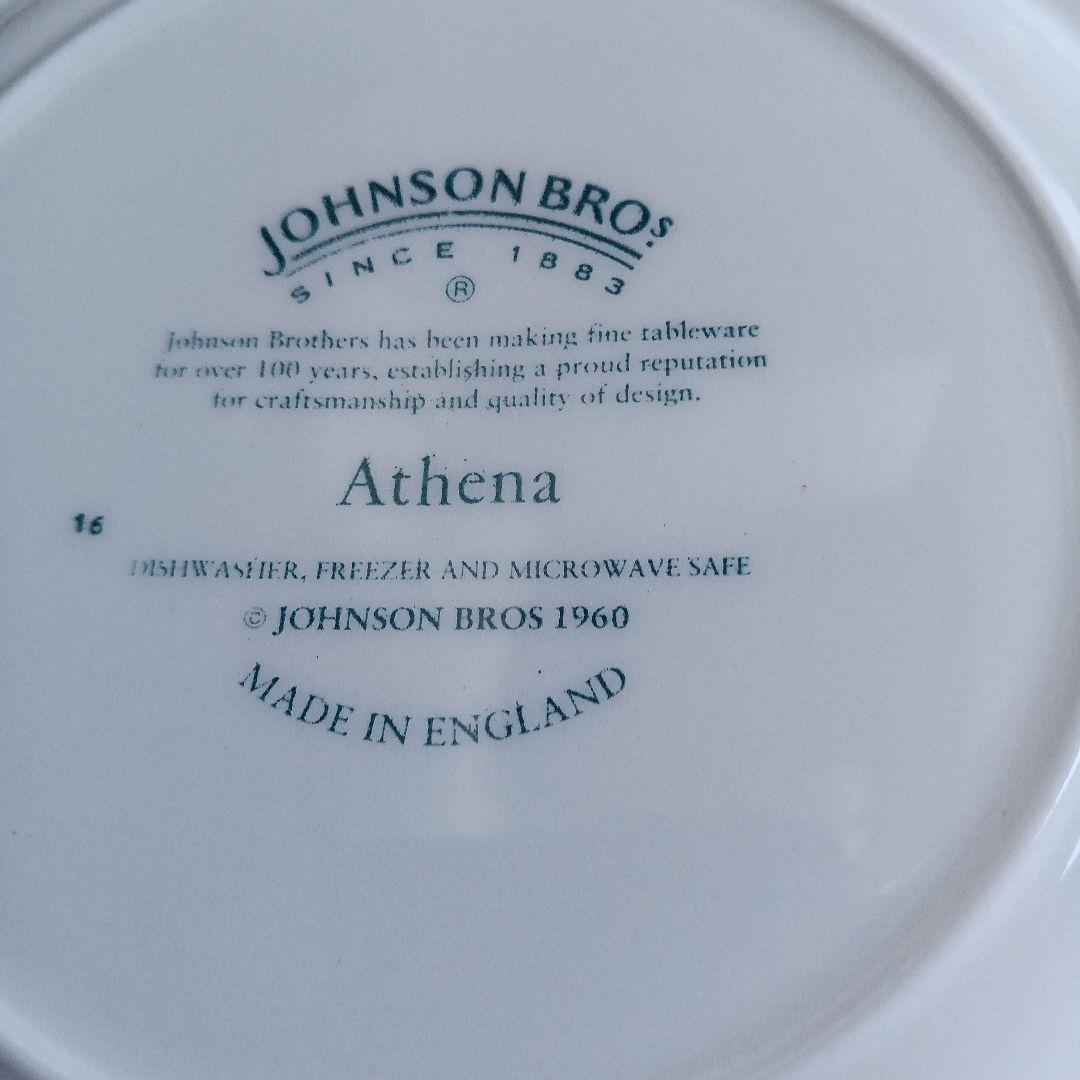 JOHNSON BROS.
SINCE 1883
®
Johnson Brothers has been making fine tableware
for over 100 years, establishing a proud reputation
for craftsmanship and quality of design.
Athena
16
DISHWASHER, FREEZER AND MICROWAVE SAFE
© JOHNSON BROS 1960
MADE IN ENGLAND